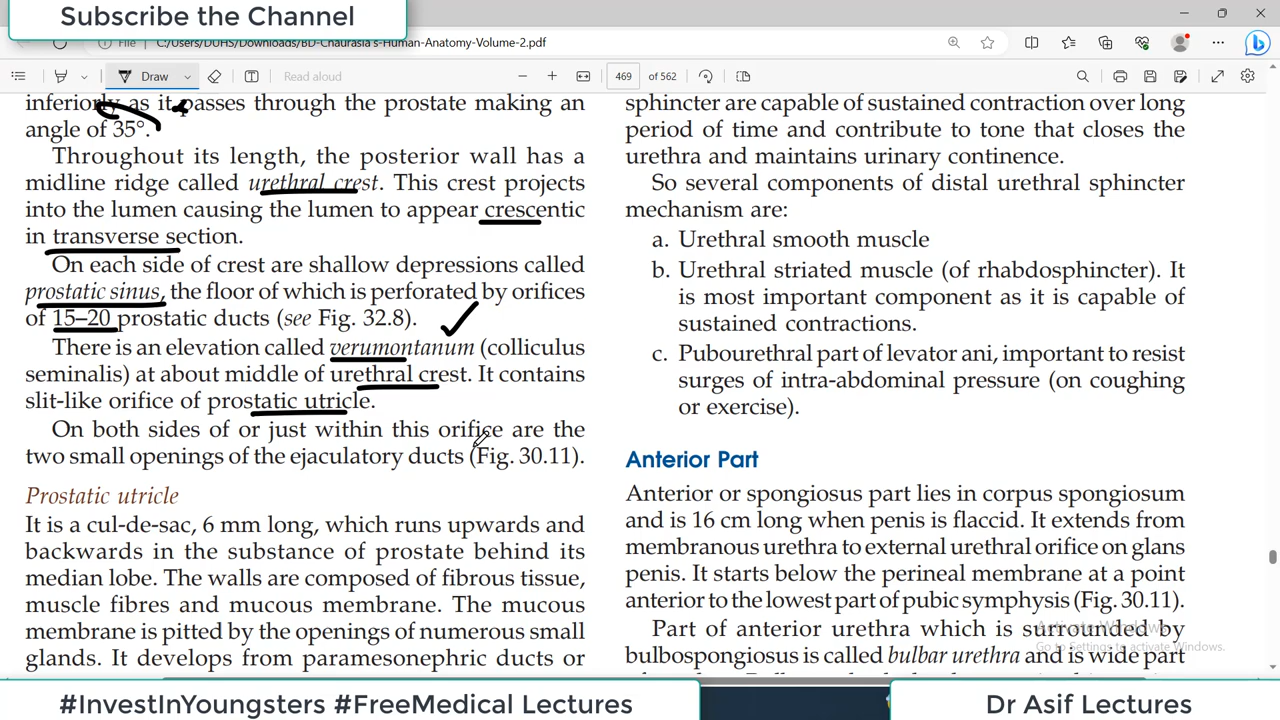 Subscribe the Channel
File
C:/Users/DUHS/Downloads/BD-Chaurasia's-Human-Anatomy-Volume-2.pdf
Draw
Read aloud
469
of 562
inferiorly as it passes through the prostate making an
angle of 35°.
Throughout its length, the posterior wall has a
midline ridge called urethral crest. This crest projects
into the lumen causing the lumen to appear crescentic
in transverse section.
On each side of crest are shallow depressions called
prostatic sinus, the floor of which is perforated by orifices
of 15–20 prostatic ducts (see Fig. 32.8).
There is an elevation called verumontanum (colliculus
seminalis) at about middle of urethral crest. It contains
slit-like orifice of prostatic utricle.
On both sides of or just within this orifice are the
two small openings of the ejaculatory ducts (Fig. 30.11).
Prostatic utricle
It is a cul-de-sac, 6 mm long, which runs upwards and
backwards in the substance of prostate behind its
median lobe. The walls are composed of fibrous tissue,
muscle fibres and mucous membrane. The mucous
membrane is pitted by the openings of numerous small
glands. It develops from paramesonephric ducts or
sphincter are capable of sustained contraction over long
period of time and contribute to tone that closes the
urethra and maintains urinary continence.
So several components of distal urethral sphincter
mechanism are:
a. Urethral smooth muscle
b. Urethral striated muscle (of rhabdosphincter). It
is most important component as it is capable of
sustained contractions.
c. Pubourethral part of levator ani, important to resist
surges of intra-abdominal pressure (on coughing
or exercise).
Anterior Part
Anterior or spongiosus part lies in corpus spongiosum
and is 16 cm long when penis is flaccid. It extends from
membranous urethra to external urethral orifice on glans
penis. It starts below the perineal membrane at a point
anterior to the lowest part of pubic symphysis (Fig. 30.11).
Part of anterior urethra which is surrounded by
bulbospongiosus is called bulbar urethra and is wide part
Activate Windows
Go to Settings to activate Windows.
#InvestInYoungsters #FreeMedical Lectures
Dr Asif Lectures